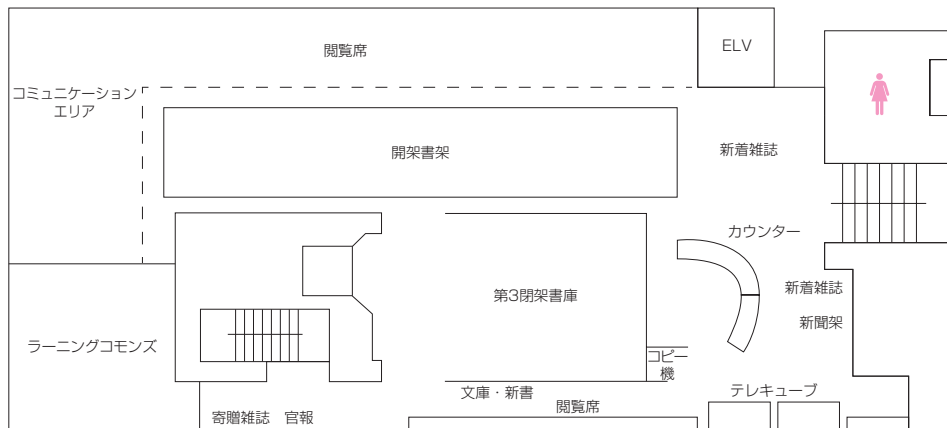 閲覧席
ELV
コミュニケーション
エリア
開架書架
新着雑誌
カウンター
第3閉架書庫
新着雑誌
新聞架
ラーニングコモンズ
コピー
機
文庫・新書
テレキューブ
閲覧席
寄贈雑誌　官報